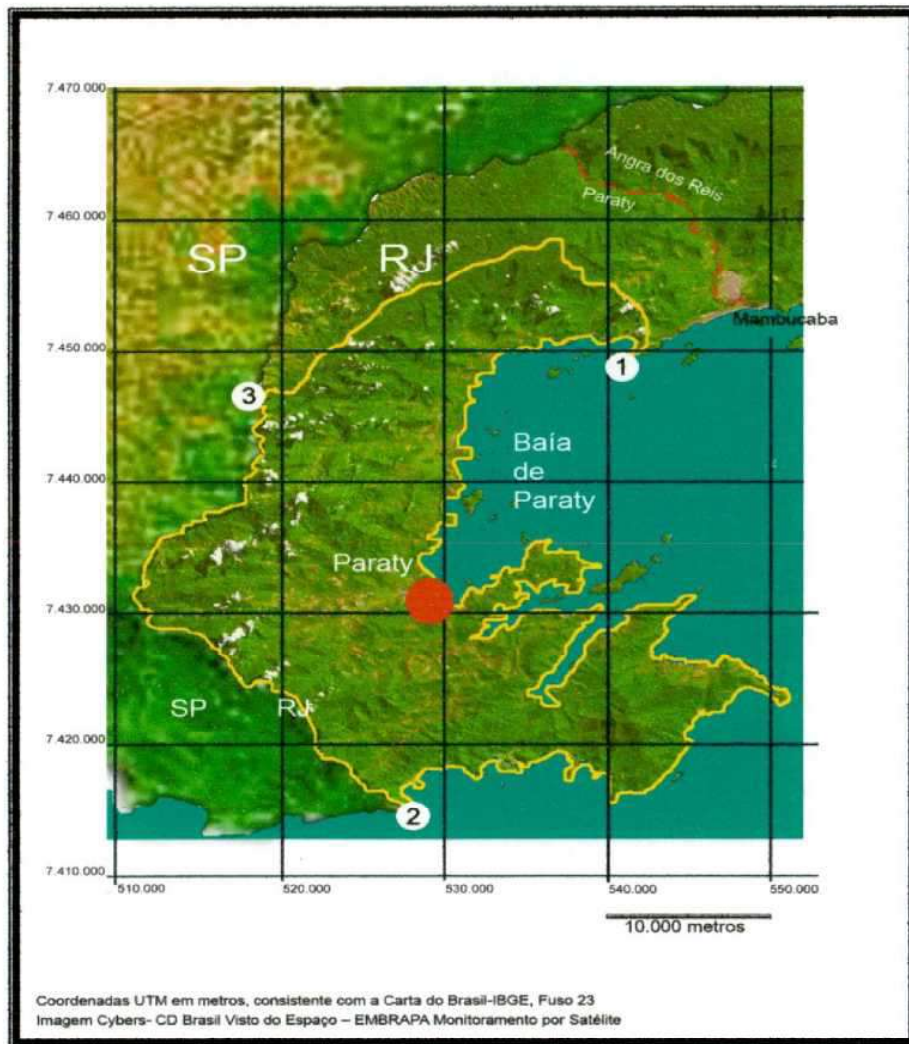 7.470.000
7.460.000
7.450.000
7.440.000
7.430.000
7.420.000
7.410.000
Angra dos Reis
Paraty
SP
RJ
Mambucaba
1
3
Baía
de
Paraty
Paraty
SP
RJ
2
510.000
520.000
530.000
540.000
550.000
10.000 metros
Coordenadas UTM em metros, consistente com a Carta do Brasil-IBGE, Fuso 23
Imagem Cybers- CD Brasil Visto do Espaço – EMBRAPA Monitoramento por Satélite